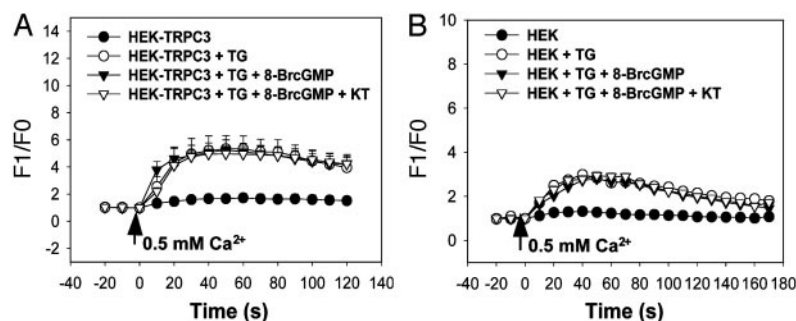 A
HEK-TRPC3
HEK-TRPC3 + TG
HEK-TRPC3 + TG + 8-BrcGMP
HEK-TRPC3 + TG + 8-BrcGMP + KT
F1/F0
14
12
10
8
6
4
2
0
-2
0.5 mM Ca²⁺
-40 -20 0 20 40 60 80 100 120 140
Time (s)
B
HEK
HEK + TG
HEK + TG + 8-BrcGMP
HEK + TG + 8-BrcGMP + KT
F1/F0
10
8
6
4
2
0
0.5 mM Ca²⁺
-40 -20 0 20 40 60 80 100 120 140 160 180
Time (s)